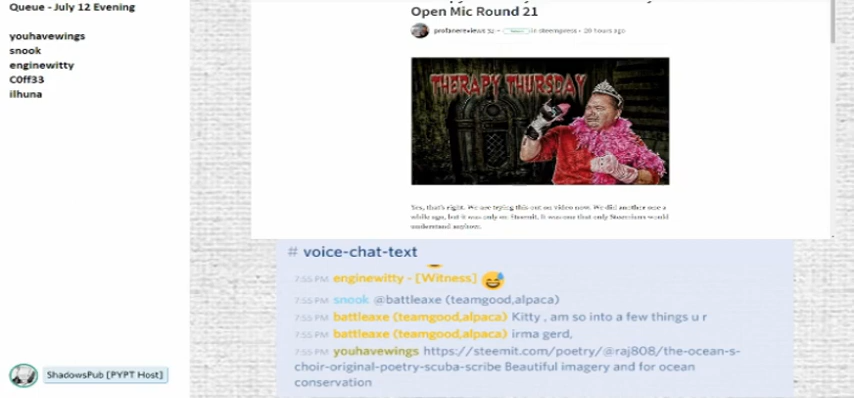 Queue - July 12 Evening
youhavewings
snook
enginewitty
C0ff33
ilhuna
Open Mic Round 21
profanereviews 52 • in steempress • 20 hours ago
THERAPY THURSDAY
Yes, that's right. We are trying this out on video now. We did another one a
while ago, but it was only on Steemit. It was one that only Steemians would
understand anyhow.
# voice-chat-text
7:55 PM enginewitty - [Witness]
7:55 PM snook @battleaxe (teamgood,alpaca)
7:55 PM battleaxe (teamgood,alpaca) Kitty , am so into a few things u r
7:55 PM battleaxe (teamgood,alpaca) irma gerd,
7:55 PM youhavewings https://steemit.com/poetry/@raj808/the-ocean-s-
choir-original-poetry-scuba-scribe Beautiful imagery and for ocean
conservation
ShadowsPub [PYPT Host]